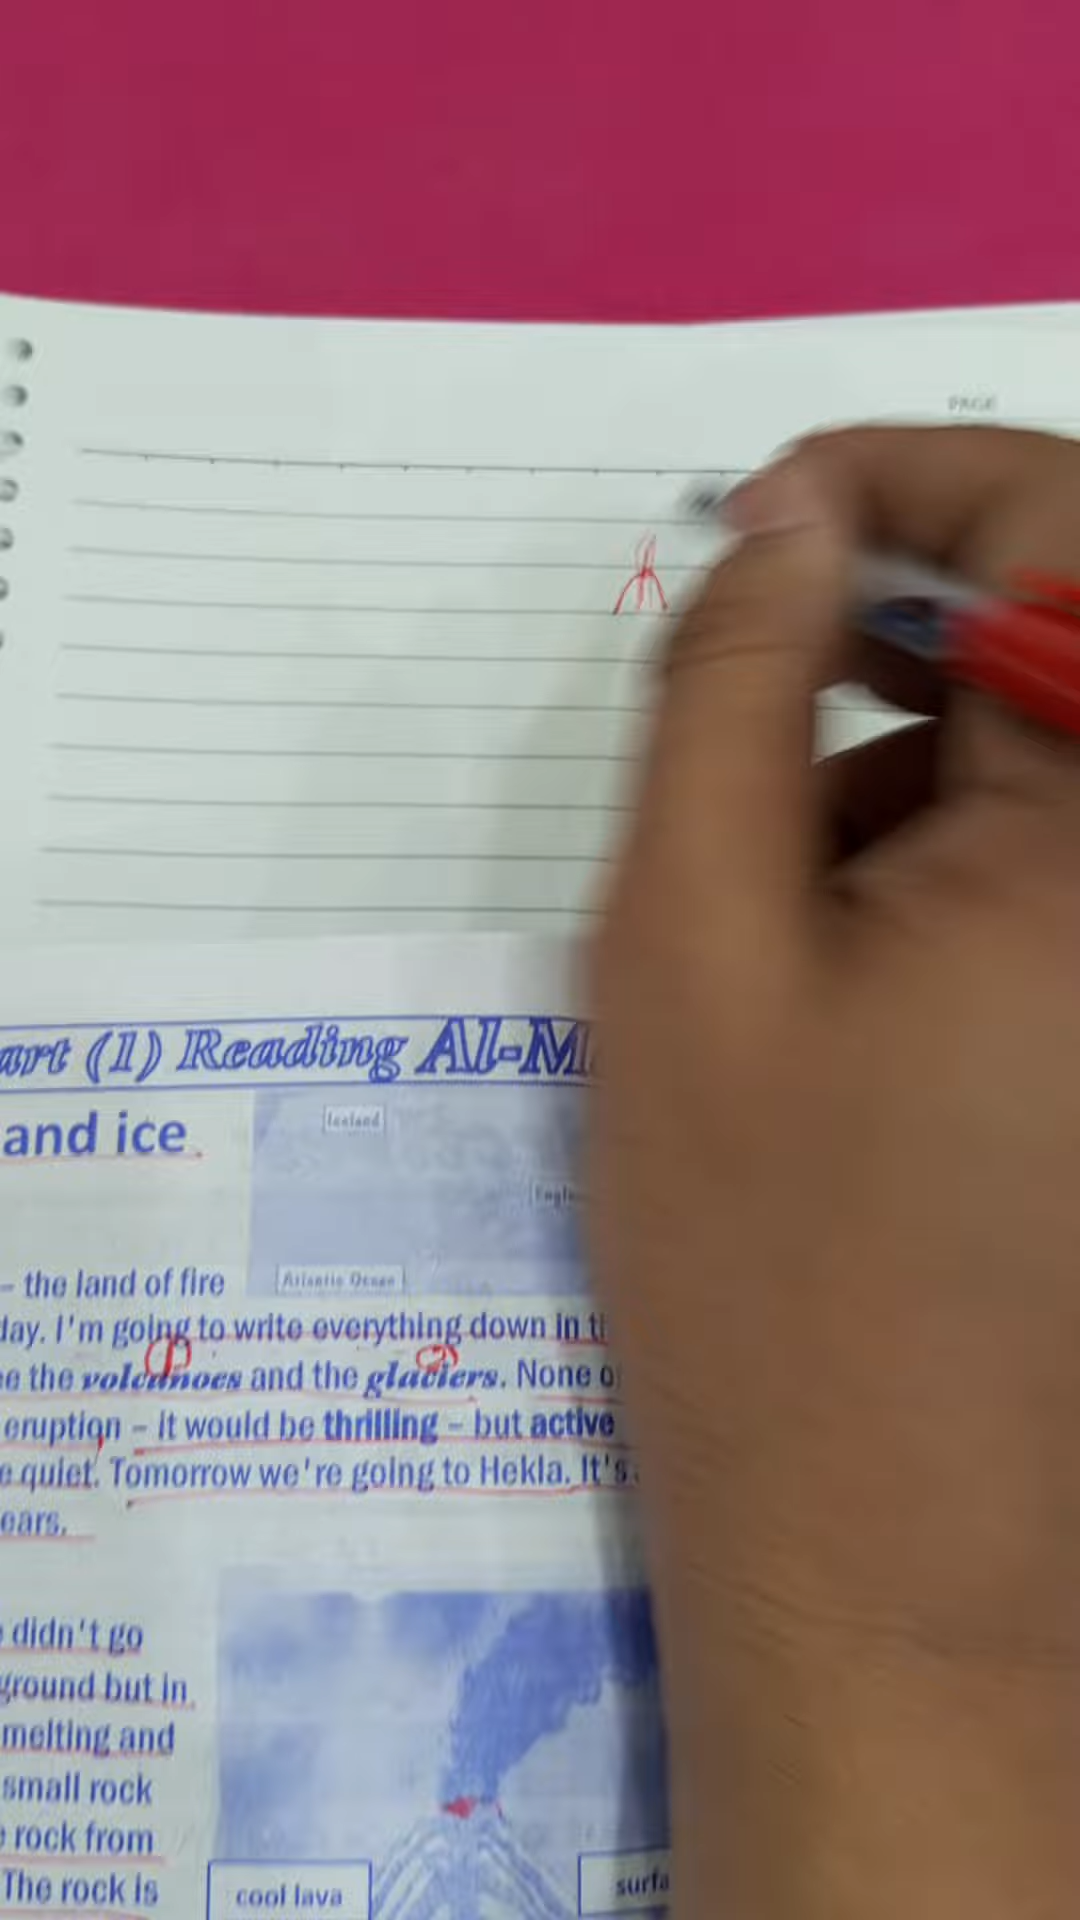 PAGE
art (1) Reading Al-M
and ice
Iceland
Atlantic Ocean
– the land of fire
day. I'm going to write everything down in
the volcanoes and the glaciers. None
eruption – it would be thrilling – but active
quiet. Tomorrow we're going to Hekla. It's
ears.
didn't go
ground but in
melting and
small rock
rock from
The rock is
cool lava